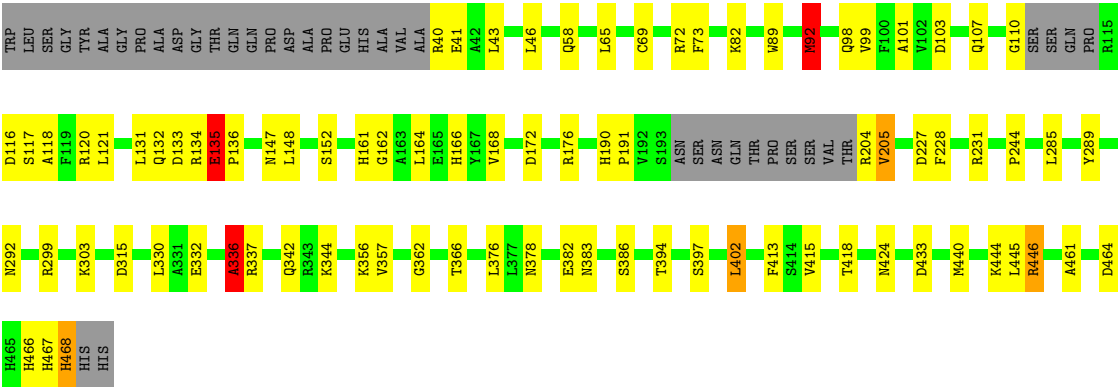 TRP LEU SER GLY TYR ALA GLY PRO ALA ASP GLY THR GLN GLN PRO ASP ALA PRO GLU HIS ALA VAL ALA R40 E41 A42 L43 L46 Q58 L65 C69 R72 F73 K82 W89 M92 Q98 V99 F100 A101 V102 D103 Q107 G110 SER SER GLN PRO R115
D116 S117 A118 F119 R120 L121 L131 Q132 D133 R134 E135 P136 N147 L148 S152 H161 G162 A163 L164 E165 H166 Y167 V168 D172 R176 H190 P191 V192 S193 ASN SER SER ASN GLN THR PRO SER SER VAL THR R204 V205 D227 F228 R231 P244 L285 Y289
N292 R299 K303 D315 L330 A331 E332 A336 R337 Q342 R343 K344 K356 V357 G362 T366 L376 L377 N378 E382 N383 S386 T394 S397 L402 F413 S414 V415 T418 N424 D433 M440 K444 L445 R446 A461 D464
H465 H466 H467 H468 HIS HIS